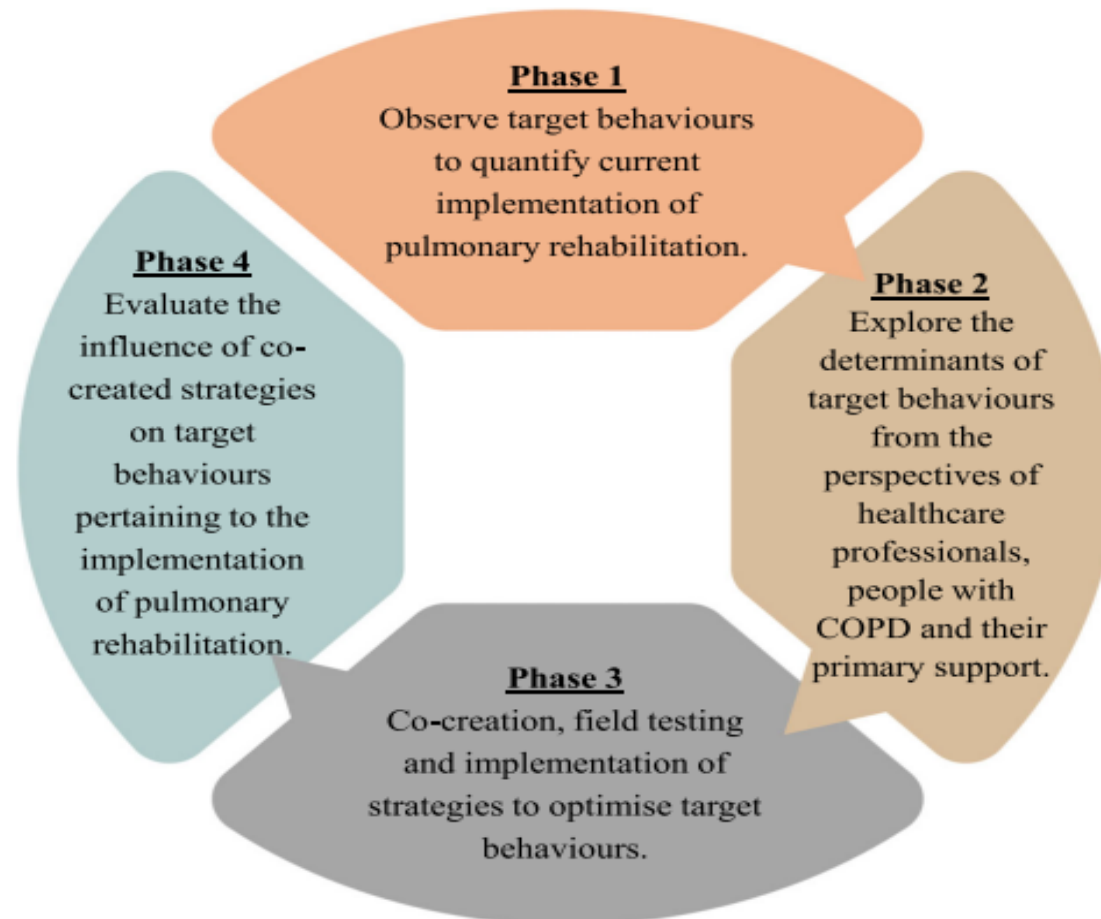 Phase 1
Observe target behaviours
to quantify current
implementation of
pulmonary rehabilitation.
Phase 2
Explore the
determinants of
target behaviours
from the
perspectives of
healthcare
professionals,
people with
COPD and their
primary support.
Phase 3
Co-creation, field testing
and implementation of
strategies to optimise target
behaviours.
Phase 4
Evaluate the
influence of co-
created strategies
on target
behaviours
pertaining to the
implementation
of pulmonary
rehabilitation.